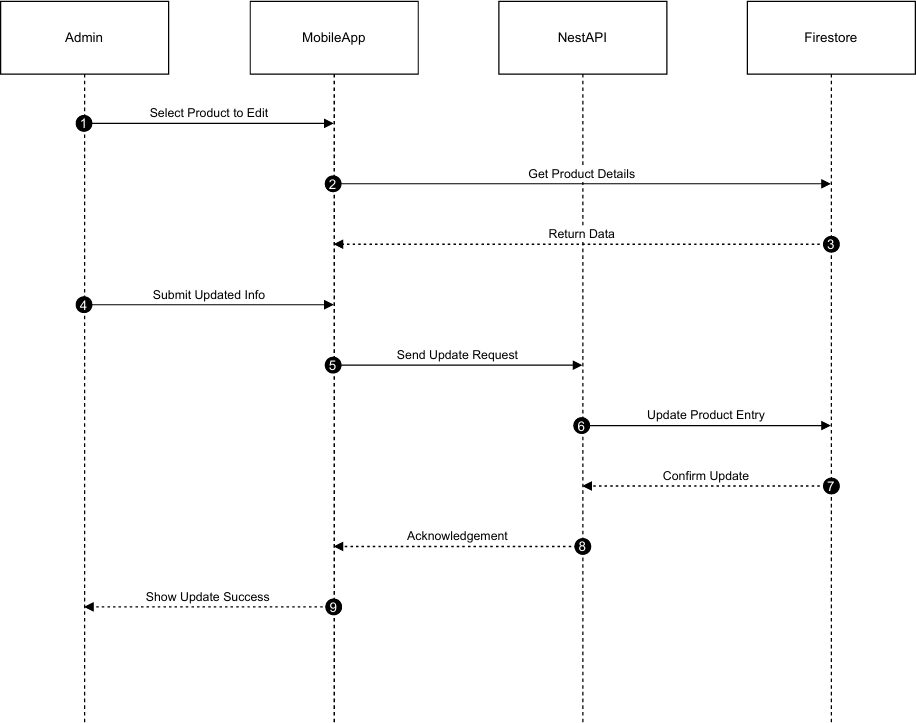 Admin
MobileApp
NestAPI
Firestore
1
Select Product to Edit
2
Get Product Details
Return Data
3
4
Submit Updated Info
5
Send Update Request
6
Update Product Entry
Confirm Update
7
Acknowledgement
8
Show Update Success
9